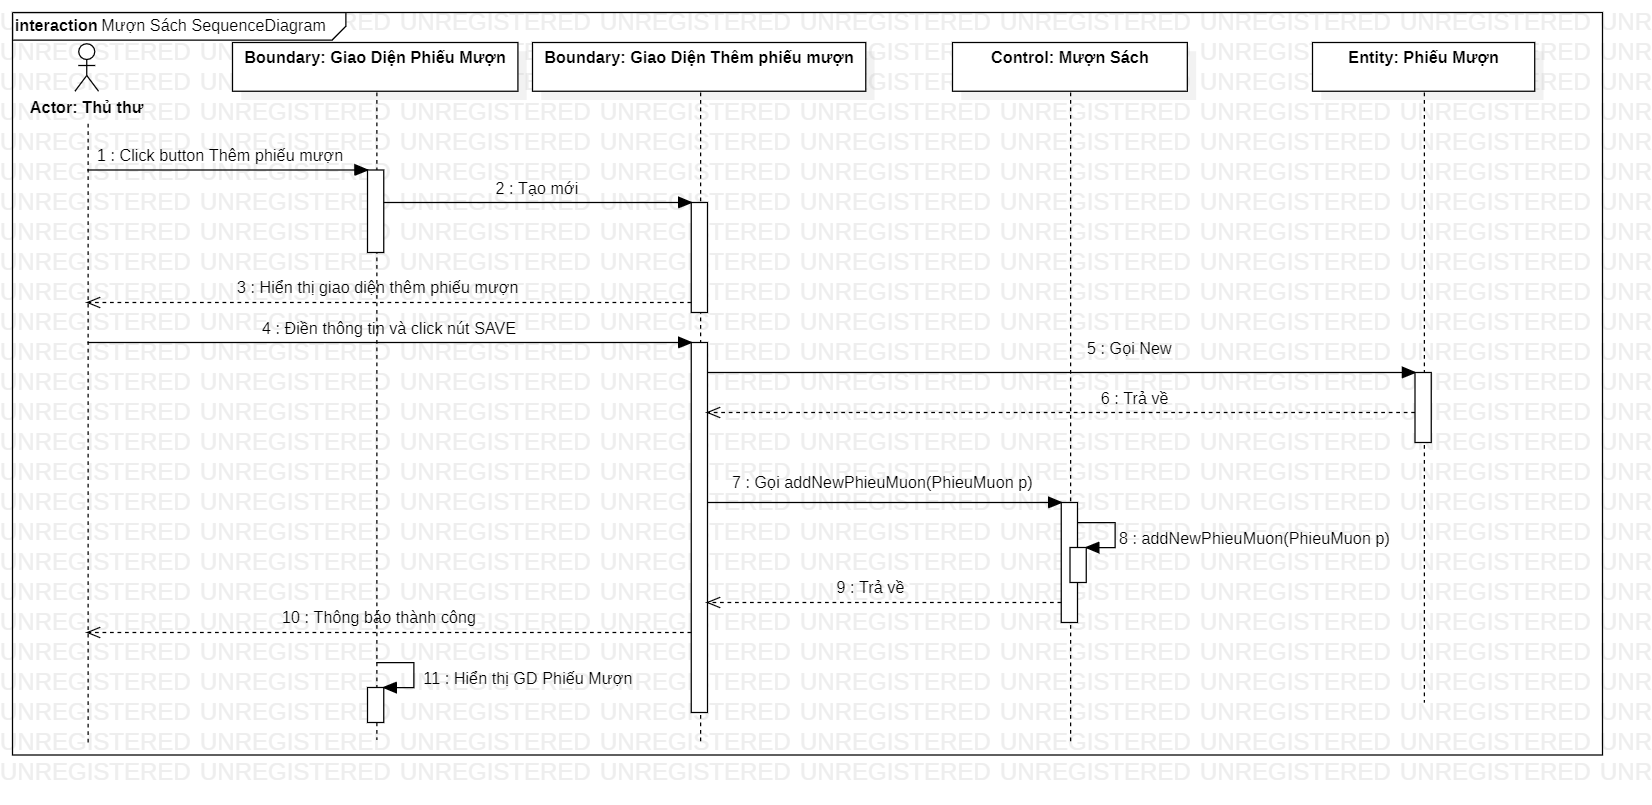 interaction Mượn Sách SequenceDiagram
Boundary: Giao Diện Phiếu Mượn
Boundary: Giao Diện Thêm phiếu mượn
Control: Mượn Sách
Entity: Phiếu Mượn
Actor: Thủ thư
1 : Click button Thêm phiếu mượn
2 : Tạo mới
3 : Hiển thị giao diện thêm phiếu mượn
4 : Điền thông tin và click nút SAVE
5 : Gọi New
6 : Trả về
7 : Gọi addNewPhieuMuon(PhieuMuon p)
8 : addNewPhieuMuon(PhieuMuon p)
9 : Trả về
10 : Thông báo thành công
11 : Hiển thị GD Phiếu Mượn
UNREGISTERED